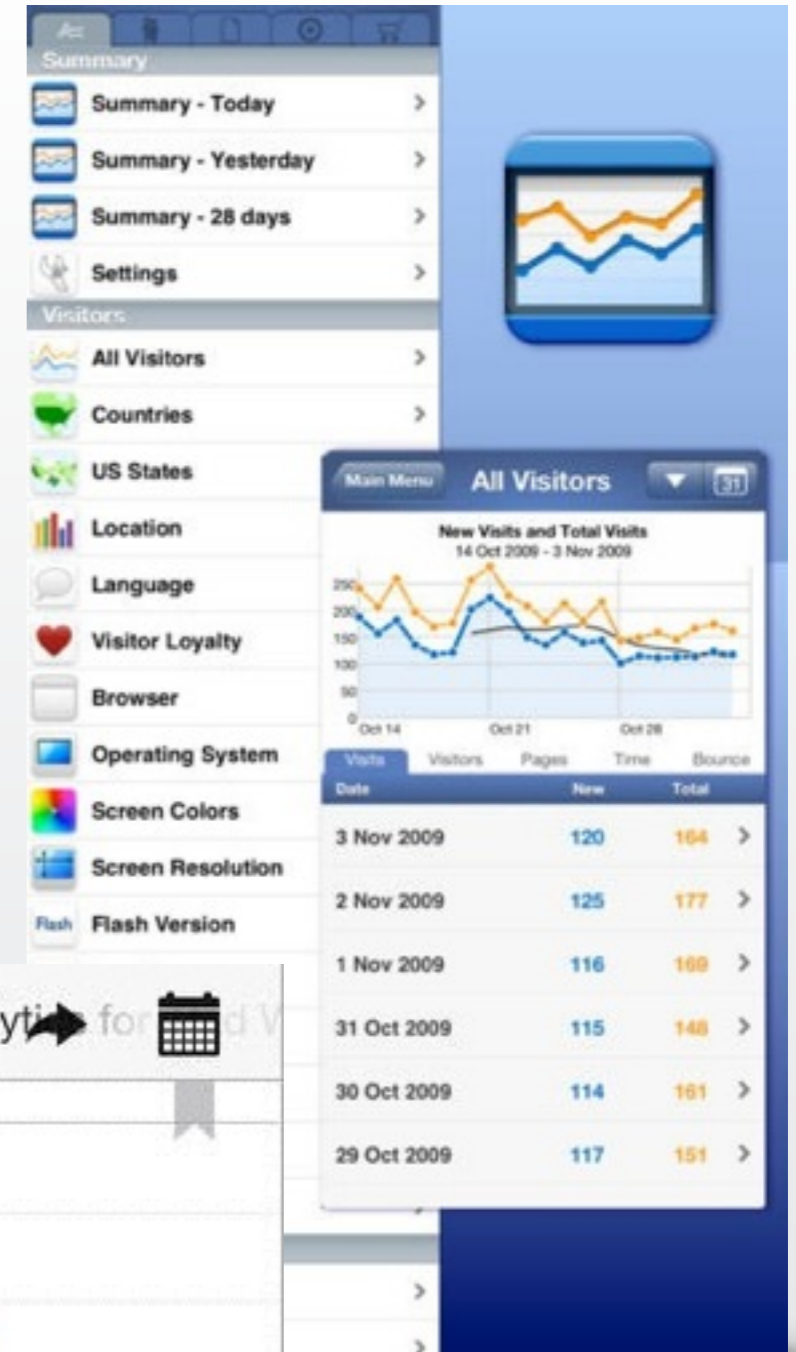 Summary
Summary - Today
Summary - Yesterday
Summary - 28 days
Settings
Visitors
All Visitors
Countries
US States
Location
Language
Visitor Loyalty
Browser
Operating System
Screen Colors
Screen Resolution
Flash Flash Version
Main Menu All Visitors 31
New Visits and Total Visits
14 Oct 2009 - 3 Nov 2009
250
200
150
100
50
0
Oct 14 Oct 21 Oct 28
Visits Visitors Pages Time Bounce
Date New Total
3 Nov 2009 120 164
2 Nov 2009 125 177
1 Nov 2009 116 169
31 Oct 2009 115 148
30 Oct 2009 114 161
29 Oct 2009 117 151
for